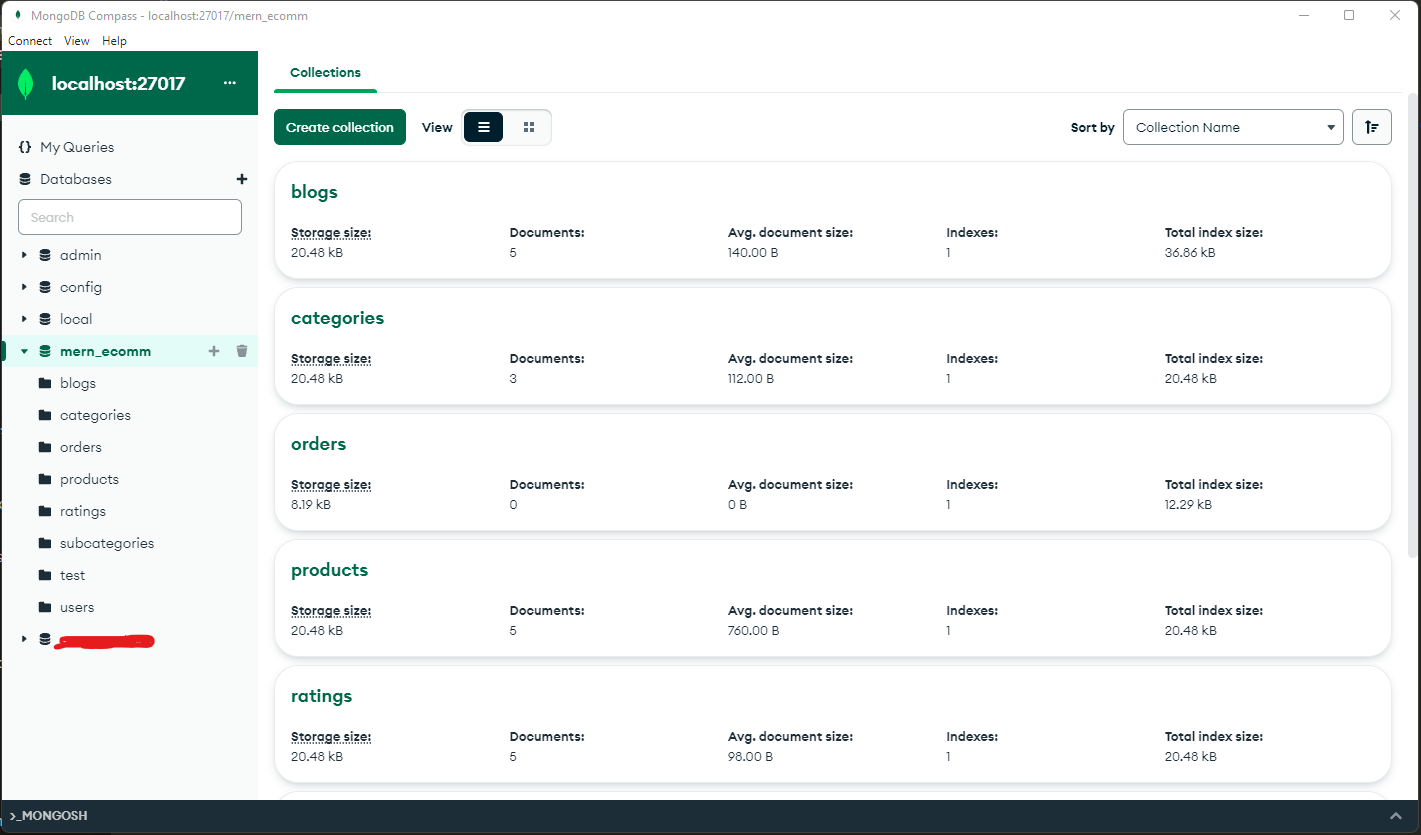 MongoDB Compass - localhost:27017/mern_ecomm
Connect View Help
localhost:27017
My Queries
Databases
Search
admin
config
local
mern_ecomm
blogs
categories
orders
products
ratings
subcategories
test
users
Collections
Create collection View Sort by Collection Name
blogs
Storage size: Documents: Avg. document size: Indexes: Total index size:
20.48 kB 5 140.00 B 1 36.86 kB
categories
Storage size: Documents: Avg. document size: Indexes: Total index size:
20.48 kB 3 112.00 B 1 20.48 kB
orders
Storage size: Documents: Avg. document size: Indexes: Total index size:
8.19 kB 0 0 B 1 12.29 kB
products
Storage size: Documents: Avg. document size: Indexes: Total index size:
20.48 kB 5 760.00 B 1 20.48 kB
ratings
Storage size: Documents: Avg. document size: Indexes: Total index size:
20.48 kB 5 98.00 B 1 20.48 kB
>_MONGOSH